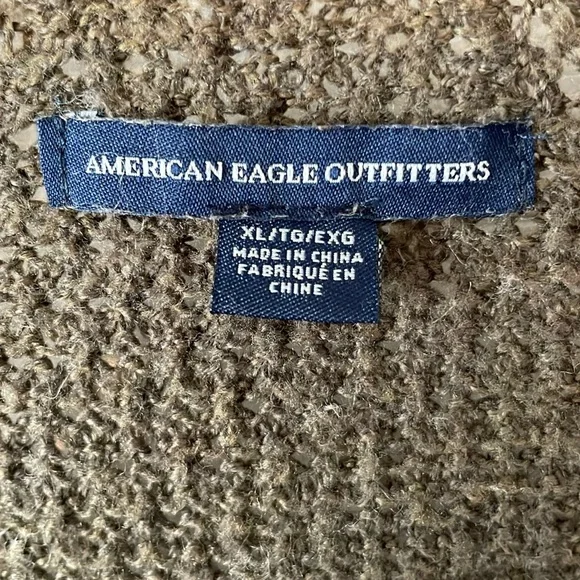 AMERICAN EAGLE OUTFITTERS
XL/TG/EXG
MADE IN CHINA
FABRIQUÉ EN
CHINE